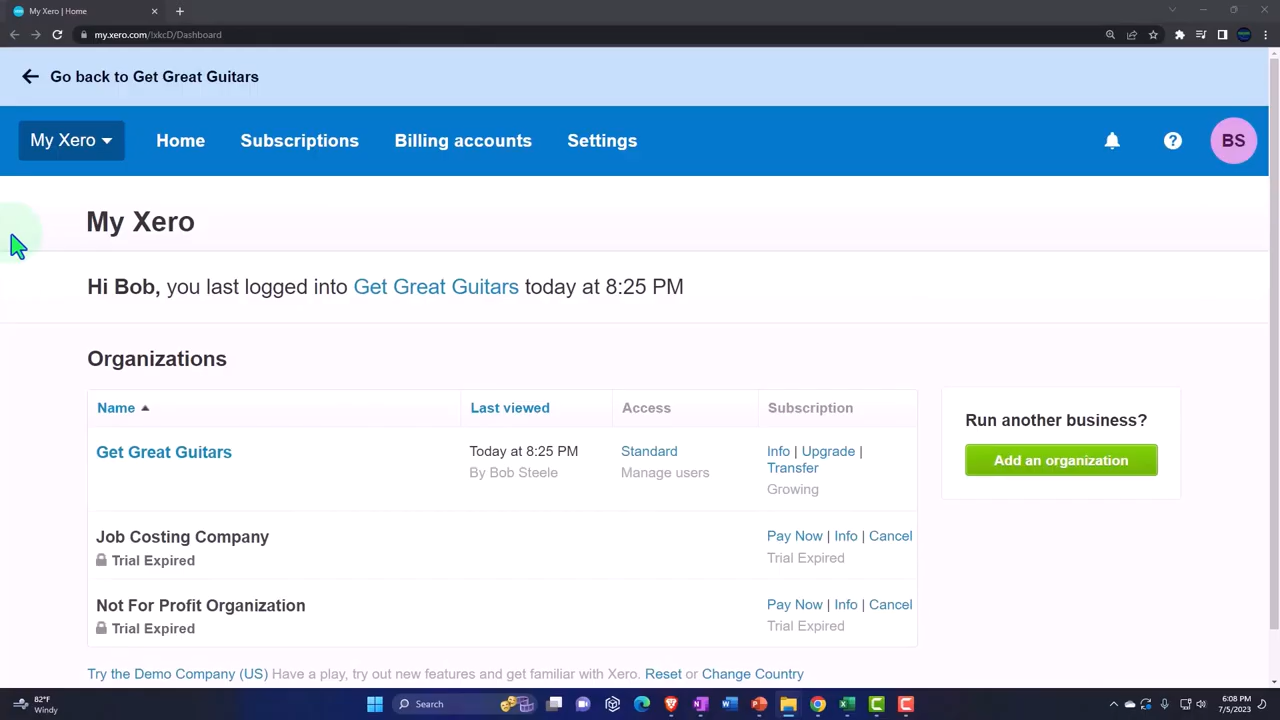 My Xero | Home
my.xero.com/!xkcD/Dashboard
Go back to Get Great Guitars
My Xero
Home
Subscriptions
Billing accounts
Settings
BS
My Xero
Hi Bob, you last logged into Get Great Guitars today at 8:25 PM
Organizations
Name
Last viewed
Access
Subscription
Get Great Guitars
Today at 8:25 PM
By Bob Steele
Standard
Manage users
Info | Upgrade |
Transfer
Growing
Run another business?
Add an organization
Job Costing Company
Trial Expired
Pay Now | Info | Cancel
Trial Expired
Not For Profit Organization
Trial Expired
Pay Now | Info | Cancel
Trial Expired
Try the Demo Company (US) Have a play, try out new features and get familiar with Xero. Reset or Change Country
82°F
Windy
Search
6:08 PM
7/5/2023